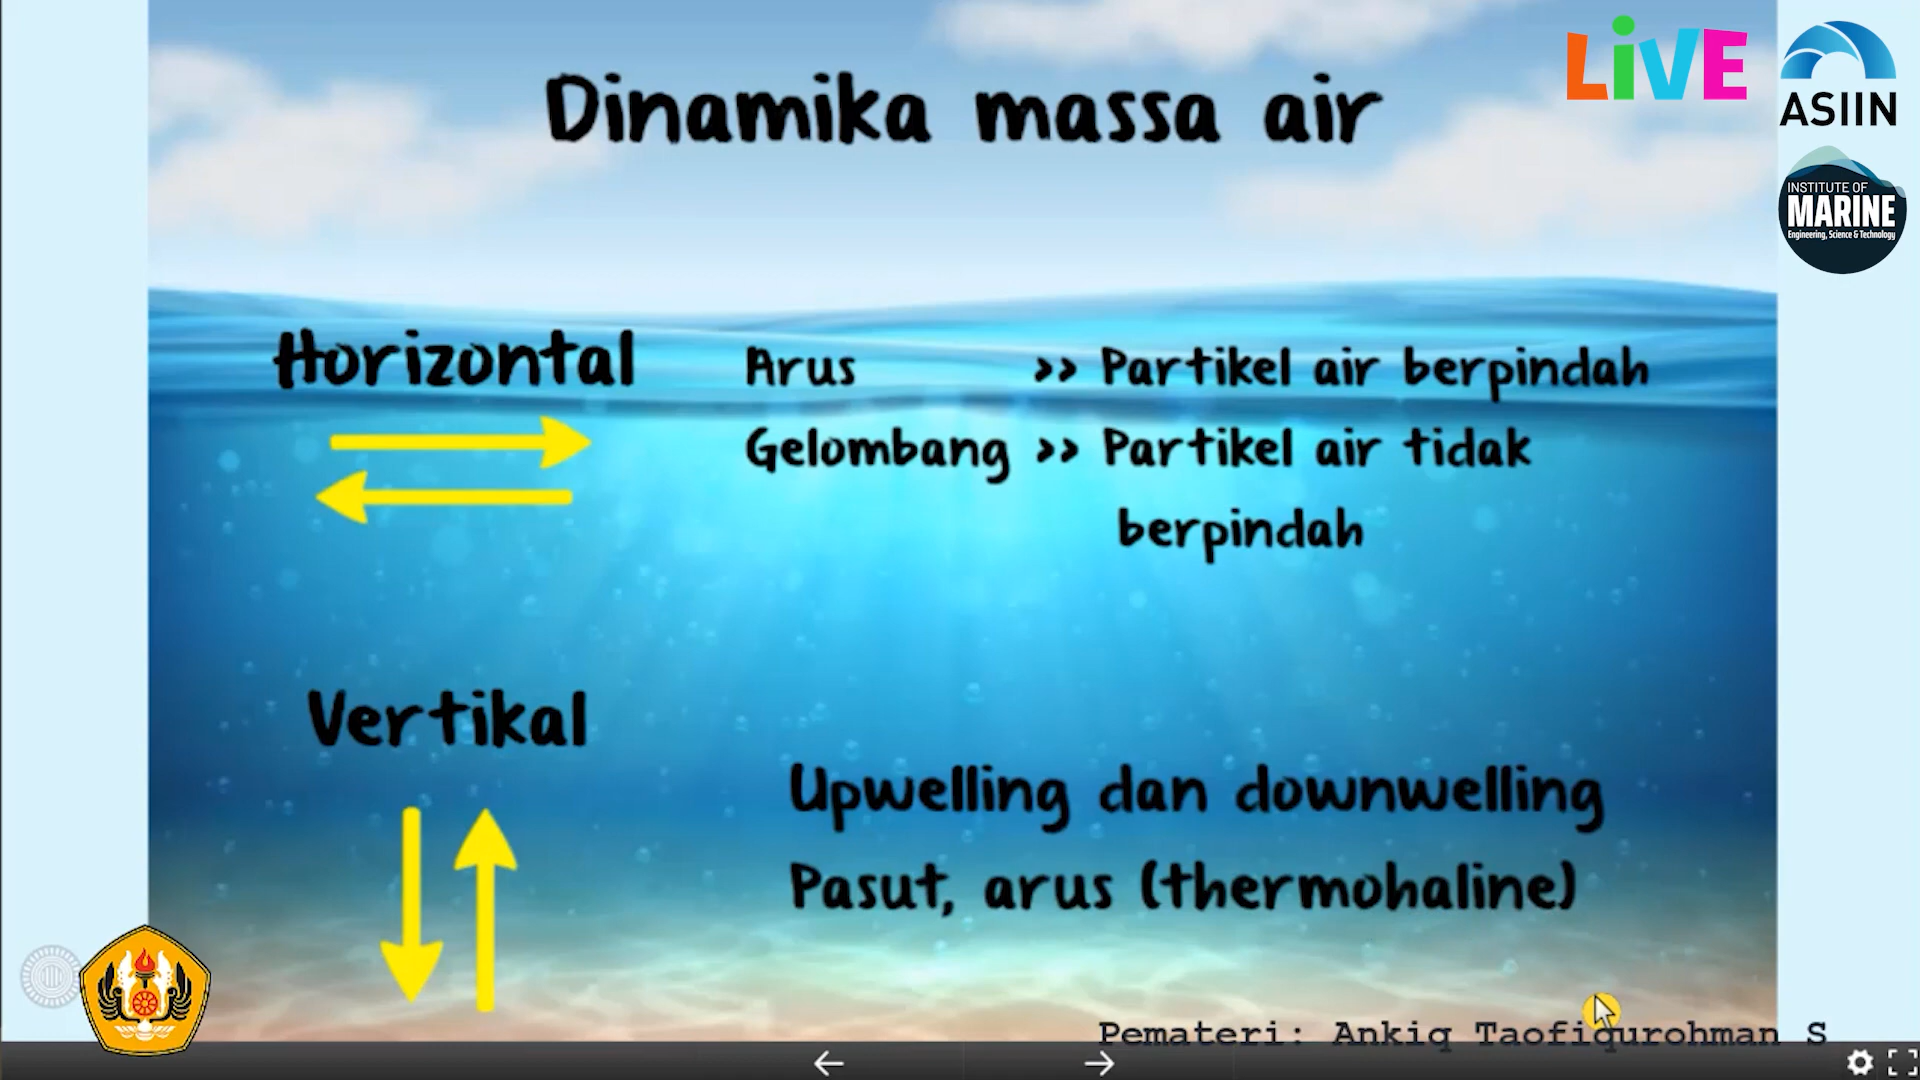 LiVE
ASIIN
INSTITUTE OF
MARINE
Engineering, Science & Technology
Dinamika massa air
Horizontal
Arus >> Partikel air berpindah
Gelombang >> Partikel air tidak
berpindah
Vertikal
Upwelling dan downwelling
Pasut, arus (thermohaline)
Pemateri: Ankiq Taofiqurohman S